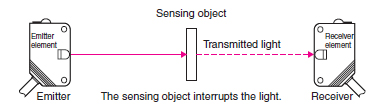 Sensing object
Emitter
element
Transmitted light
Receiver
element
Emitter
The sensing object interrupts the light.
Receiver